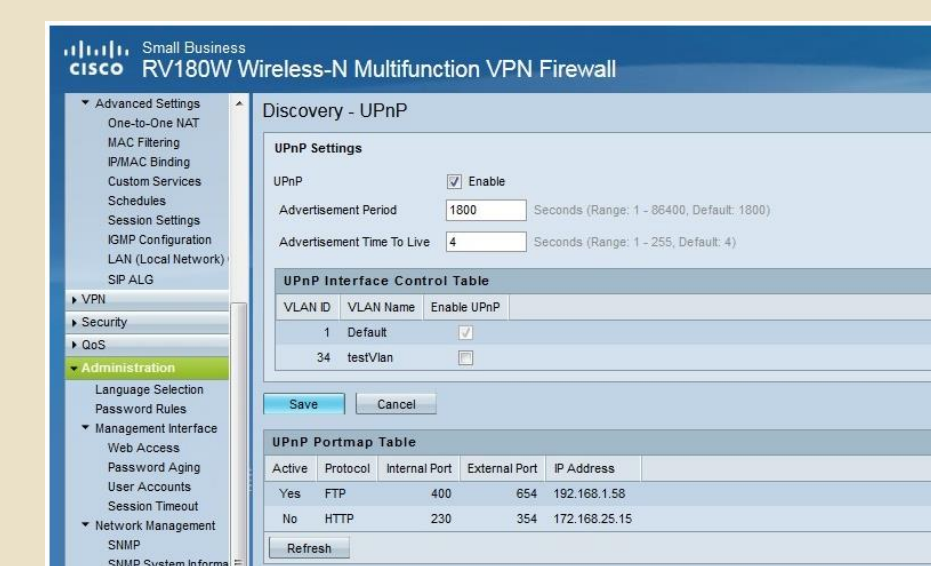 Small Business
CISCO RV180W Wireless-N Multifunction VPN Firewall
Advanced Settings
One-to-One NAT
MAC Filtering
IP/MAC Binding
Custom Services
Schedules
Session Settings
IGMP Configuration
LAN (Local Network)
SIP ALG
VPN
Security
QoS
Administration
Language Selection
Password Rules
Management Interface
Web Access
Password Aging
User Accounts
Session Timeout
Network Management
SNMP
SNMP System Informa
Discovery - UPnP
UPnP Settings
UPnP Enable
Advertisement Period 1800 Seconds (Range: 1 - 86400, Default: 1800)
Advertisement Time To Live 4 Seconds (Range: 1 - 255, Default: 4)
UPnP Interface Control Table
VLAN ID VLAN Name Enable UPnP
1 Default
34 testVlan
Save Cancel
UPnP Portmap Table
Active Protocol Internal Port External Port IP Address
Yes FTP 400 654 192.168.1.58
No HTTP 230 354 172.168.25.15
Refresh